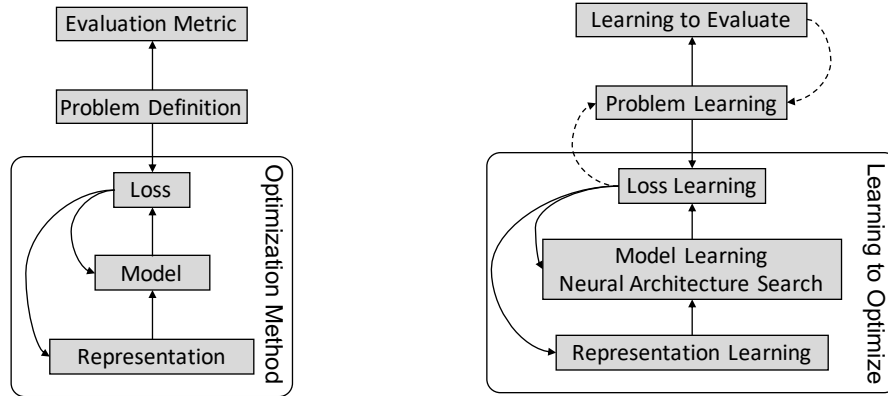 Evaluation Metric
Problem Definition
Loss
Model
Representation
Optimization Method
Learning to Evaluate
Problem Learning
Loss Learning
Model Learning
Neural Architecture Search
Representation Learning
Learning to Optimize